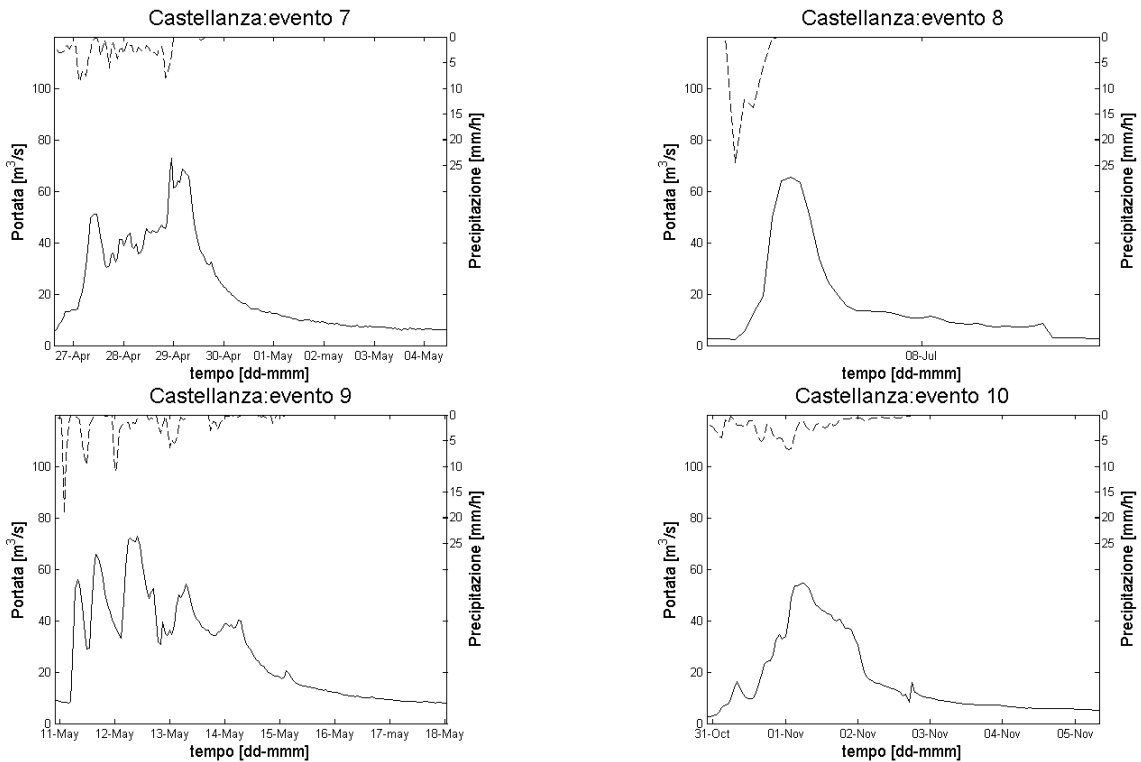 Castellanza:evento 7
Portata [m³/s]
0
20
40
60
80
100
0
5
10
15
20
25
Precipitazione [mm/h]
27-Apr 28-Apr 29-Apr 30-Apr 01-May 02-May 03-May 04-May
tempo [dd-mmm]
Castellanza:evento 8
Portata [m³/s]
0
20
40
60
80
100
0
5
10
15
20
25
Precipitazione [mm/h]
08-Jul
tempo [dd-mmm]
Castellanza:evento 9
Portata [m³/s]
0
20
40
60
80
100
0
5
10
15
20
25
Precipitazione [mm/h]
11-May 12-May 13-May 14-May 15-May 16-May 17-May 18-May
tempo [dd-mmm]
Castellanza:evento 10
Portata [m³/s]
0
20
40
60
80
100
0
5
10
15
20
25
Precipitazione [mm/h]
31-Oct 01-Nov 02-Nov 03-Nov 04-Nov 05-Nov
tempo [dd-mmm]